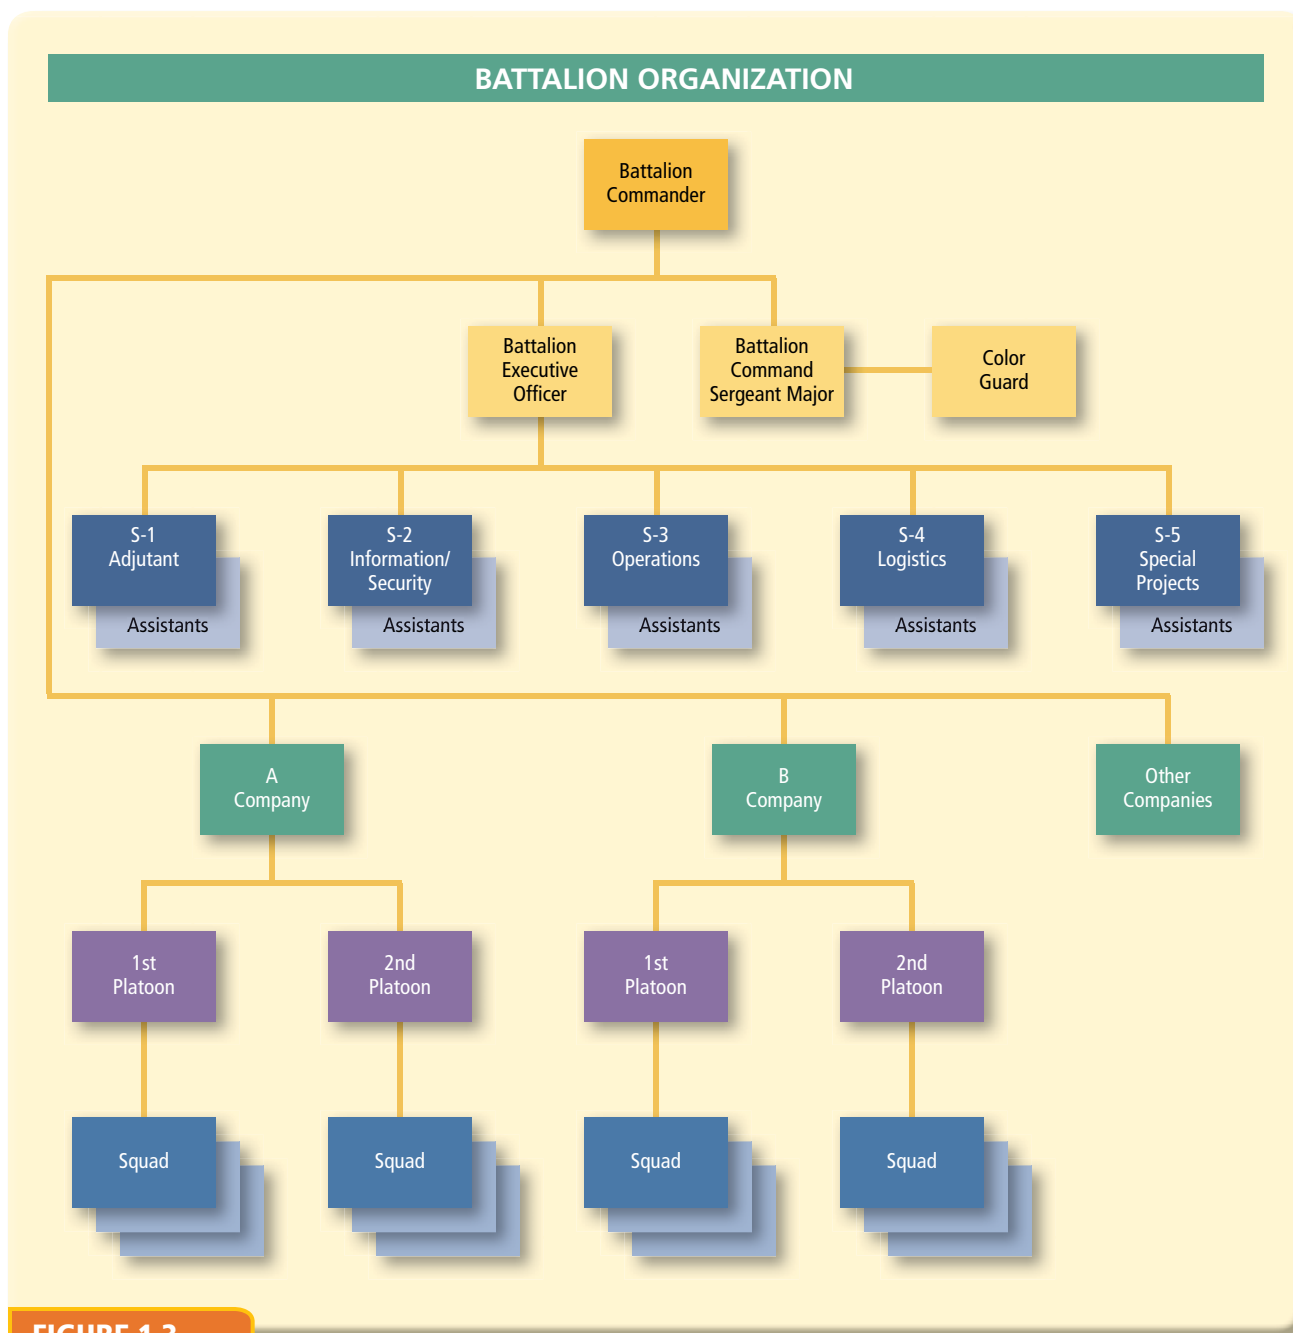 BATTALION ORGANIZATION
Battalion
Commander
Battalion
Executive
Officer
Battalion
Command
Sergeant Major
Color
Guard
S-1
Adjutant
Assistants
S-2
Information/
Security
Assistants
S-3
Operations
Assistants
S-4
Logistics
Assistants
S-5
Special
Projects
Assistants
A
Company
B
Company
Other
Companies
1st
Platoon
2nd
Platoon
1st
Platoon
2nd
Platoon
Squad
Squad
Squad
Squad
FIGURE